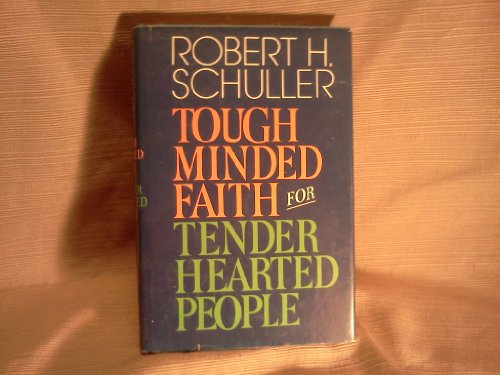 ROBERT H.
SCHULLER
TOUGH
MINDED
FAITH FOR
TENDER
HEARTED
PEOPLE